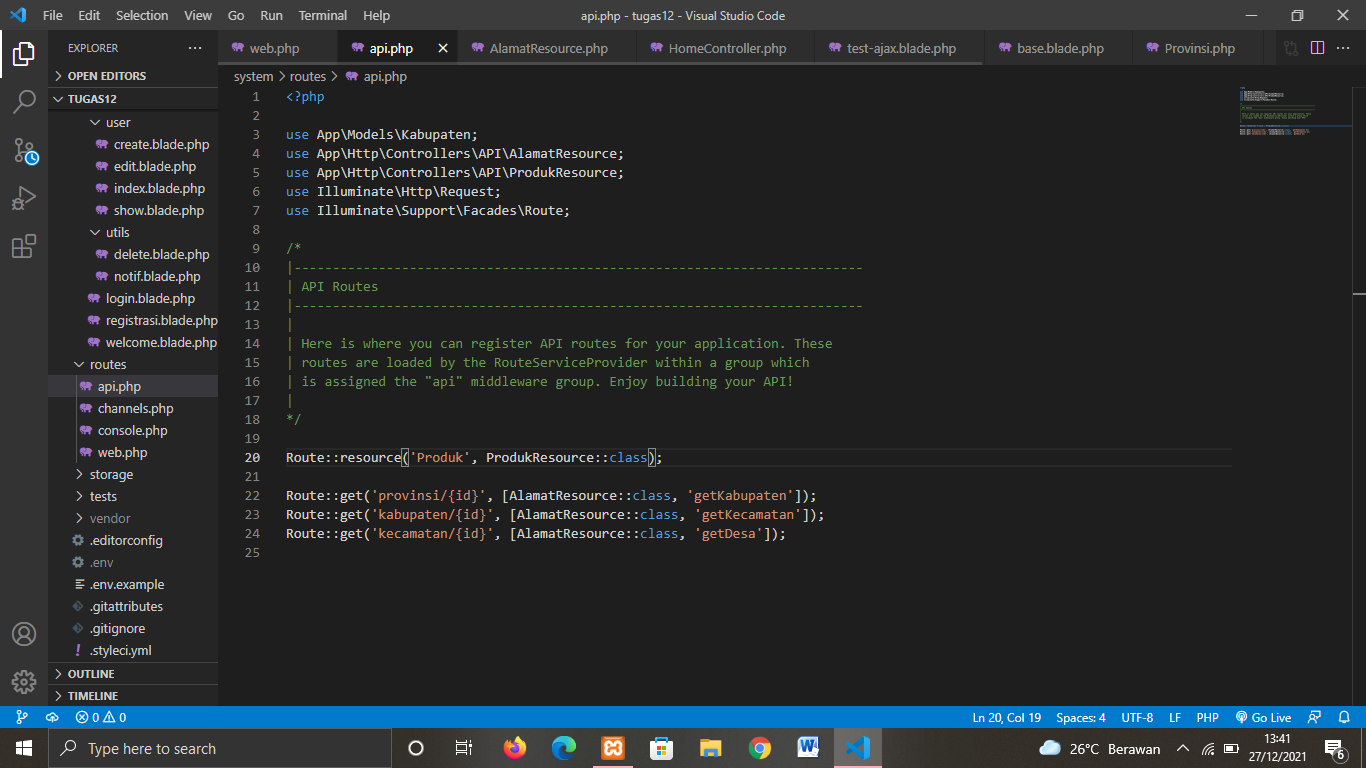 File Edit Selection View Go Run Terminal Help
api.php - tugas12 - Visual Studio Code
EXPLORER
OPEN EDITORS
TUGAS12
user
create.blade.php
edit.blade.php
index.blade.php
show.blade.php
utils
delete.blade.php
notif.blade.php
login.blade.php
registrasi.blade.php
welcome.blade.php
routes
api.php
channels.php
console.php
web.php
storage
tests
vendor
.editorconfig
.env
.env.example
.gitattributes
.gitignore
.styleci.yml
OUTLINE
TIMELINE
web.php api.php AlamatResource.php HomeController.php test-ajax.blade.php base.blade.php Provinsi.php
system > routes > api.php
1 <?php
2
3 use App\Models\Kabupaten;
4 use App\Http\Controllers\API\AlamatResource;
5 use App\Http\Controllers\API\ProdukResource;
6 use Illuminate\Http\Request;
7 use Illuminate\Support\Facades\Route;
8
9 /*
10 |--------------------------------------------------------------------------
11 | API Routes
12 |--------------------------------------------------------------------------
13 |
14 | Here is where you can register API routes for your application. These
15 | routes are loaded by the RouteServiceProvider within a group which
16 | is assigned the "api" middleware group. Enjoy building your API!
17 |
18 */
19
20 Route::resource('Produk', ProdukResource::class);
21
22 Route::get('provinsi/{id}', [AlamatResource::class, 'getKabupaten']);
23 Route::get('kabupaten/{id}', [AlamatResource::class, 'getKecamatan']);
24 Route::get('kecamatan/{id}', [AlamatResource::class, 'getDesa']);
25
0 0
Ln 20, Col 19 Spaces: 4 UTF-8 LF PHP Go Live
Type here to search
26°C Berawan
13:41
27/12/2021
6